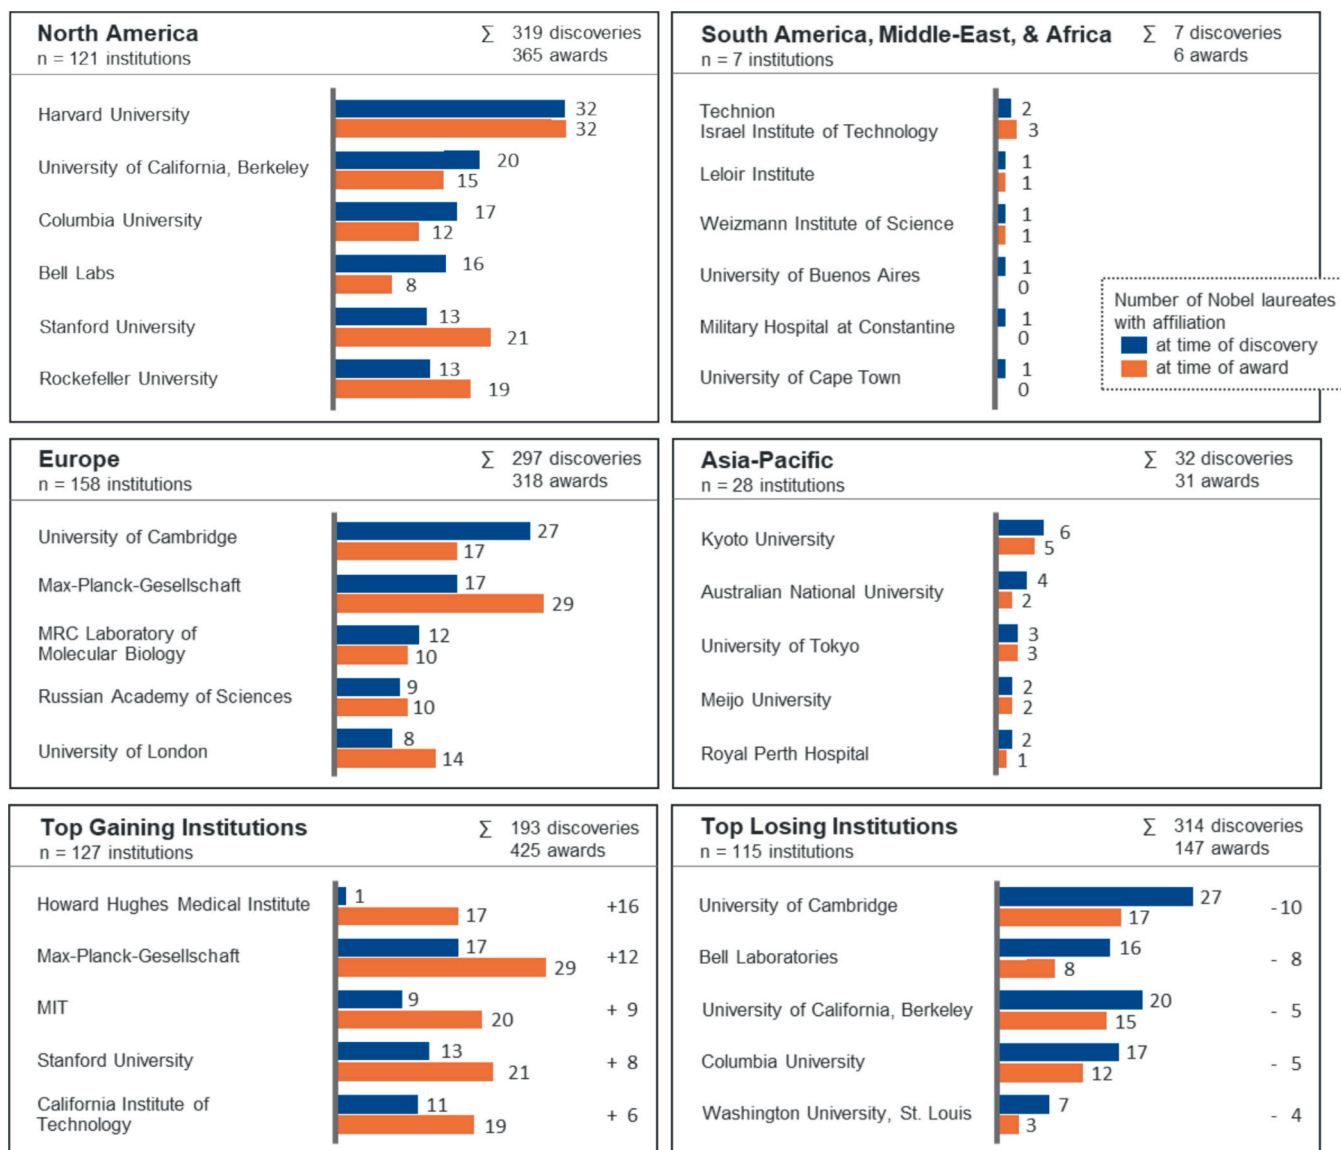 North America
∑ 319 discoveries
n = 121 institutions
365 awards
Harvard University
32
32
University of California, Berkeley
20
15
Columbia University
17
12
Bell Labs
16
8
Stanford University
13
21
Rockefeller University
13
19
South America, Middle-East, & Africa
∑ 7 discoveries
n = 7 institutions
6 awards
Technion
Israel Institute of Technology
2
3
Leloir Institute
1
1
Weizmann Institute of Science
1
1
University of Buenos Aires
1
0
Military Hospital at Constantine
1
0
University of Cape Town
1
0
Number of Nobel laureates
with affiliation
at time of discovery
at time of award
Europe
∑ 297 discoveries
n = 158 institutions
318 awards
University of Cambridge
27
17
Max-Planck-Gesellschaft
17
29
MRC Laboratory of
Molecular Biology
12
10
Russian Academy of Sciences
9
10
University of London
8
14
Asia-Pacific
∑ 32 discoveries
n = 28 institutions
31 awards
Kyoto University
6
5
Australian National University
4
2
University of Tokyo
3
3
Meijo University
2
2
Royal Perth Hospital
2
1
Top Gaining Institutions
∑ 193 discoveries
n = 127 institutions
425 awards
Howard Hughes Medical Institute
1
17
+16
Max-Planck-Gesellschaft
17
29
+12
MIT
9
20
+ 9
Stanford University
13
21
+ 8
California Institute of
Technology
11
19
+ 6
Top Losing Institutions
∑ 314 discoveries
n = 115 institutions
147 awards
University of Cambridge
27
17
- 10
Bell Laboratories
16
8
- 8
University of California, Berkeley
20
15
- 5
Columbia University
17
12
- 5
Washington University, St. Louis
7
3
- 4